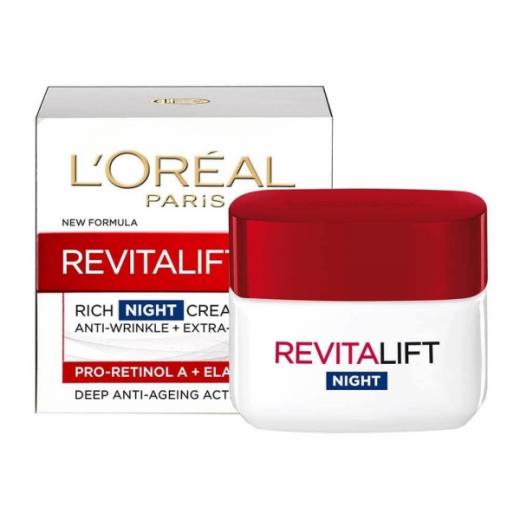 L'ORÉAL
PARIS
NEW FORMULA
REVITALIFT
RICH NIGHT CREA
ANTI-WRINKLE + EXTRA-
PRO-RETINOL A + ELA
DEEP ANTI-AGEING ACT
REVITALIFT
NIGHT